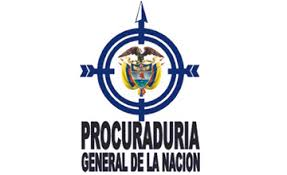 PROCURADURIA
GENERAL DE LA NACION